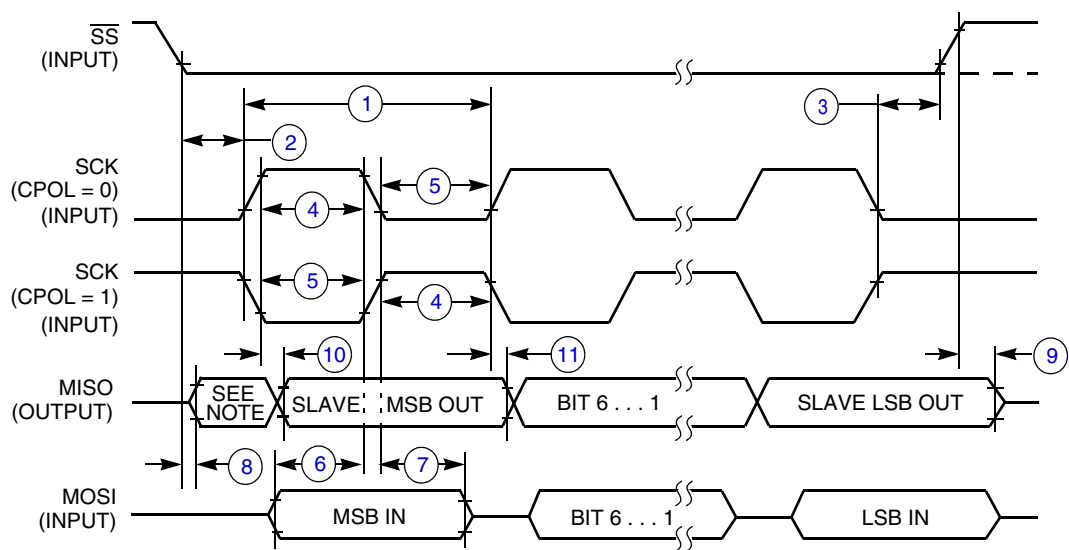 SS
(INPUT)
1
3
2
SCK
(CPOL = 0)
(INPUT)
5
4
SCK
(CPOL = 1)
(INPUT)
5
4
10
11
9
MISO
(OUTPUT)
SEE
NOTE
SLAVE
MSB OUT
BIT 6 . . . 1
SLAVE LSB OUT
8
6
7
MOSI
(INPUT)
MSB IN
BIT 6 . . . 1
LSB IN